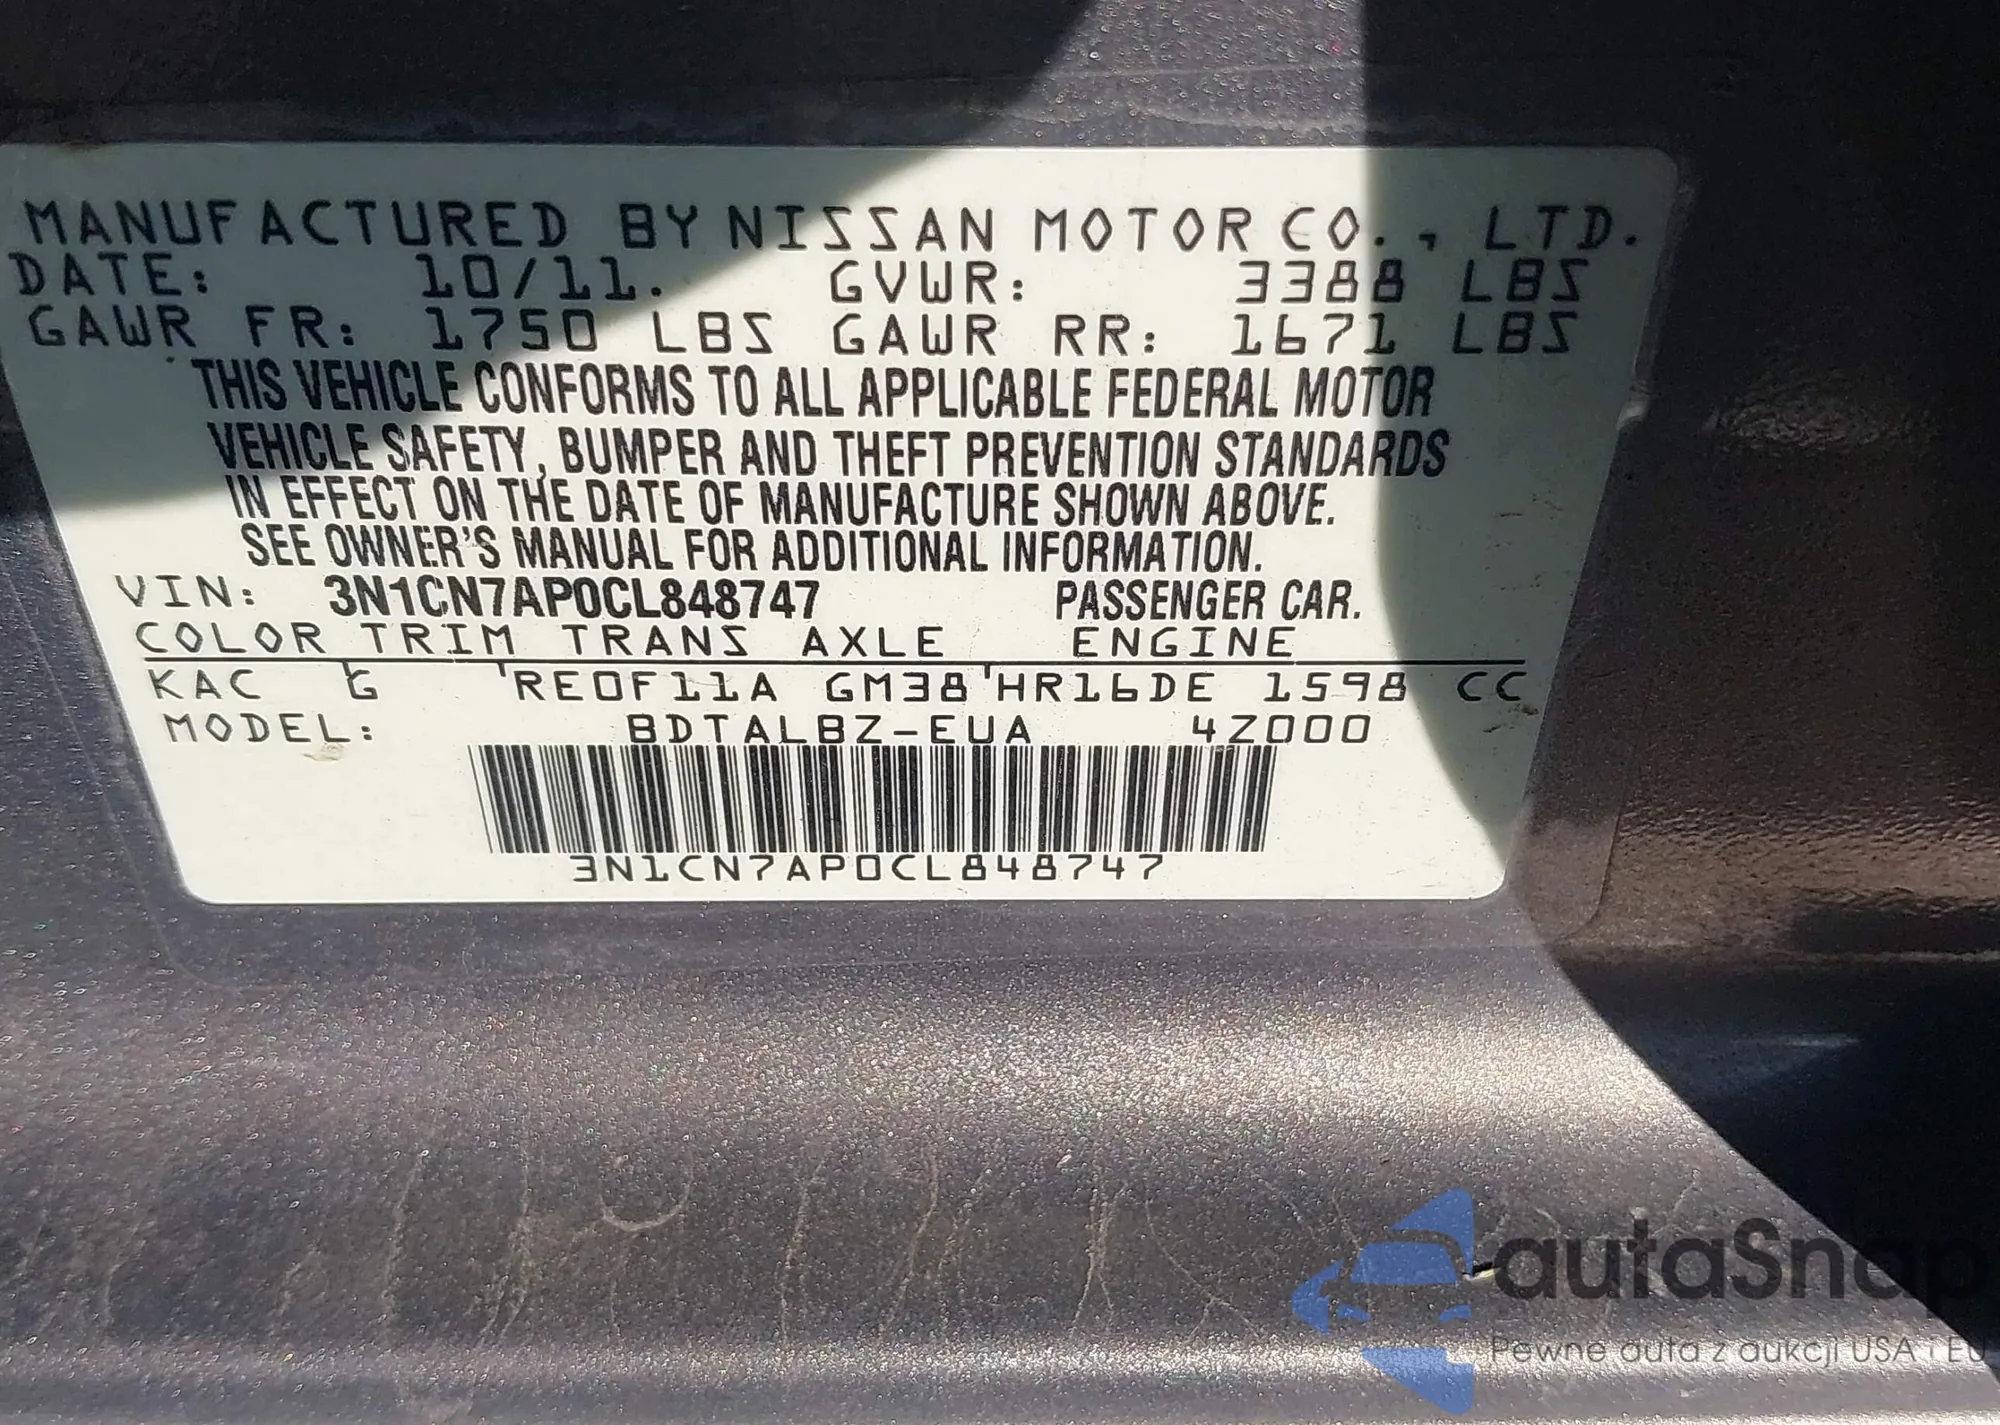 MANUFACTURED BY NISSAN MOTOR CO., LTD.
DATE: 10/11. GVWR: 3388 LBS
GAWR FR: 1750 LBS GAWR RR: 1671 LBS
THIS VEHICLE CONFORMS TO ALL APPLICABLE FEDERAL MOTOR
VEHICLE SAFETY, BUMPER AND THEFT PREVENTION STANDARDS
IN EFFECT ON THE DATE OF MANUFACTURE SHOWN ABOVE.
SEE OWNER'S MANUAL FOR ADDITIONAL INFORMATION.
VIN: 3N1CN7AP0CL848747 PASSENGER CAR.
COLOR TRIM TRANS AXLE ENGINE
KAC G RE0F11A GM38 HR16DE 1598 CC
MODEL: BDTALBZ-EUA 4Z000
3N1CN7AP0CL848747
autaSnap
Pewne auta z aukcji USA i EU